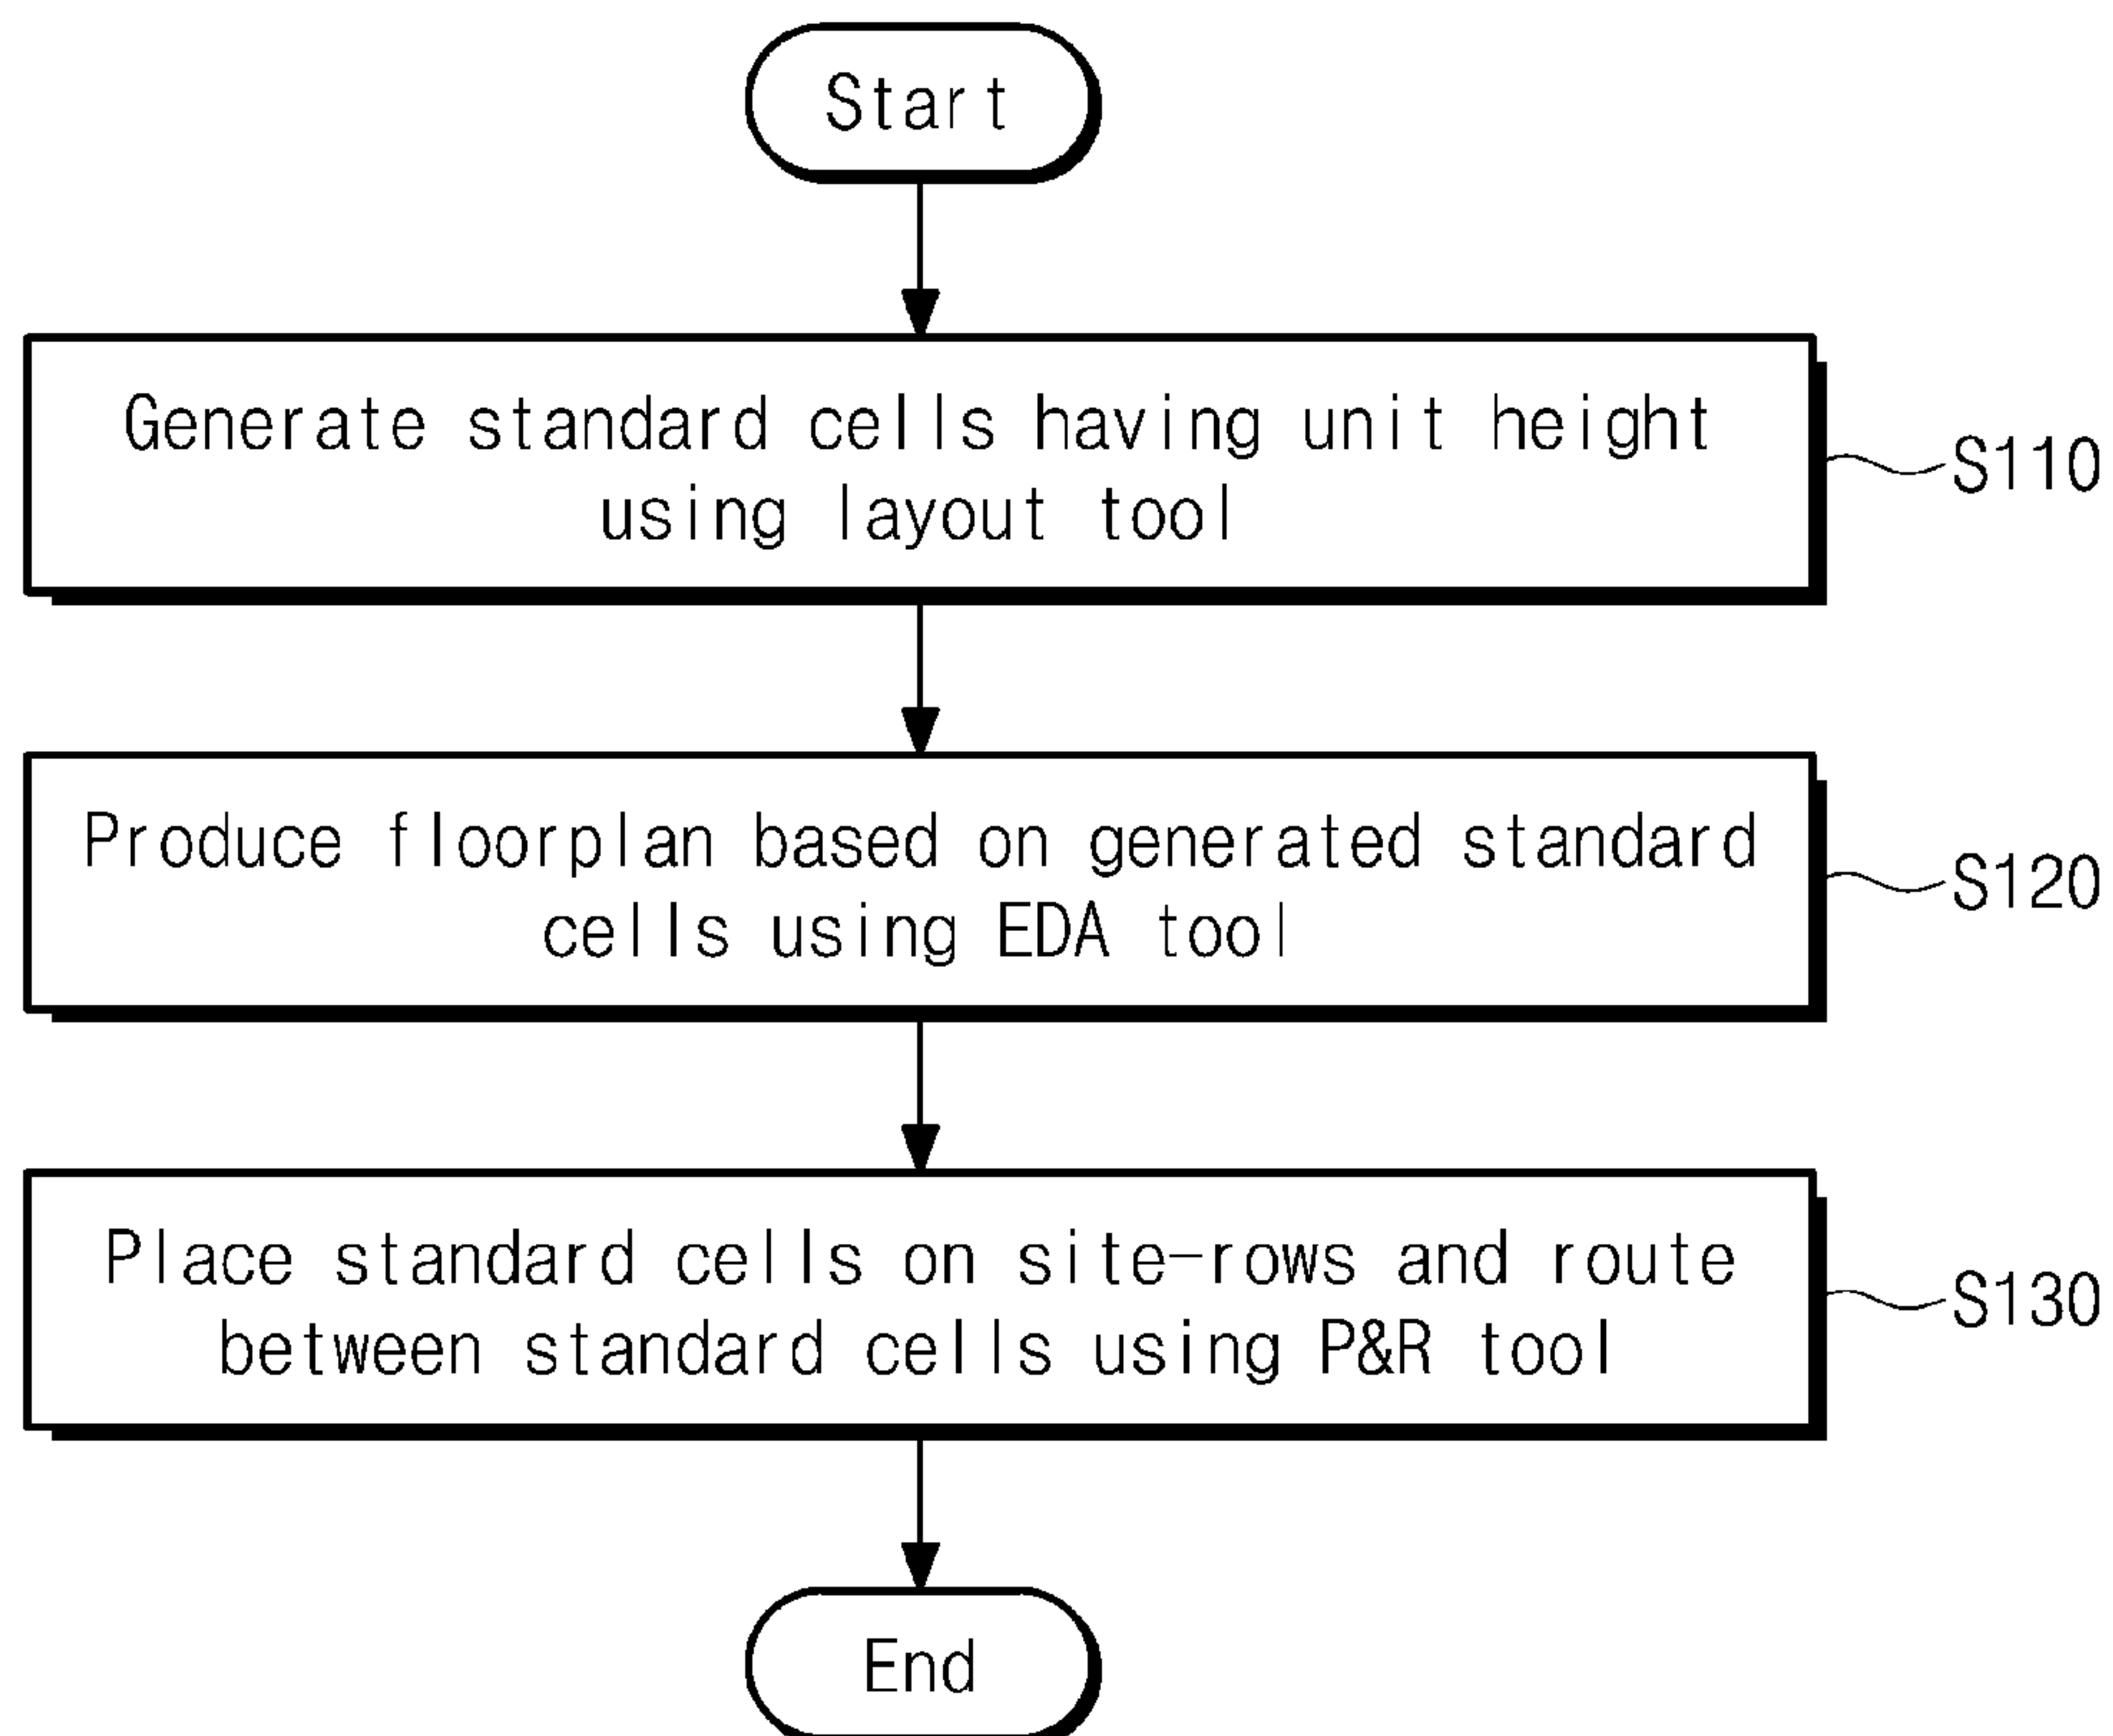 Start
Generate standard cells having unit height
using layout tool
S110
Produce floorplan based on generated standard
cells using EDA tool
S120
Place standard cells on site-rows and route
between standard cells using P&R tool
S130
End